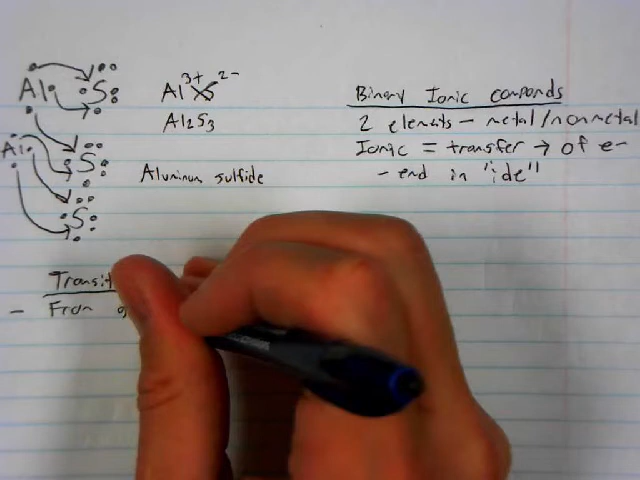 Al S
Al S
S
Al³⁺ S²⁻
Al₂S₃
Aluminum sulfide
Binary Ionic componds
2 elements - metal/nonmetal
Ionic = transfer → of e-
- end in "ide"
Transit
- From